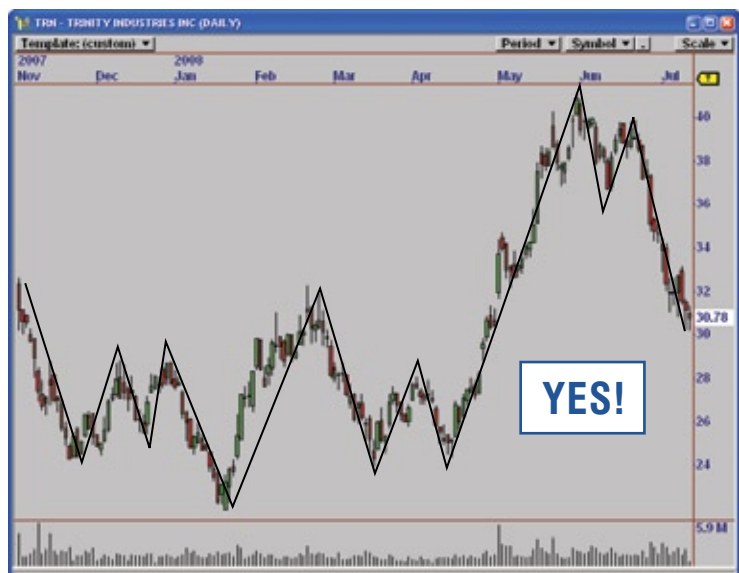 TRN - TRINITY INDUSTRIES INC (DAILY)
Template: (custom) Period Symbol . Scale
2007 2008
Nov Dec Jan Feb Mar Apr May Jun Jul
40
38
36
34
32
30.78
30
28
26
24
YES!
5.9 M